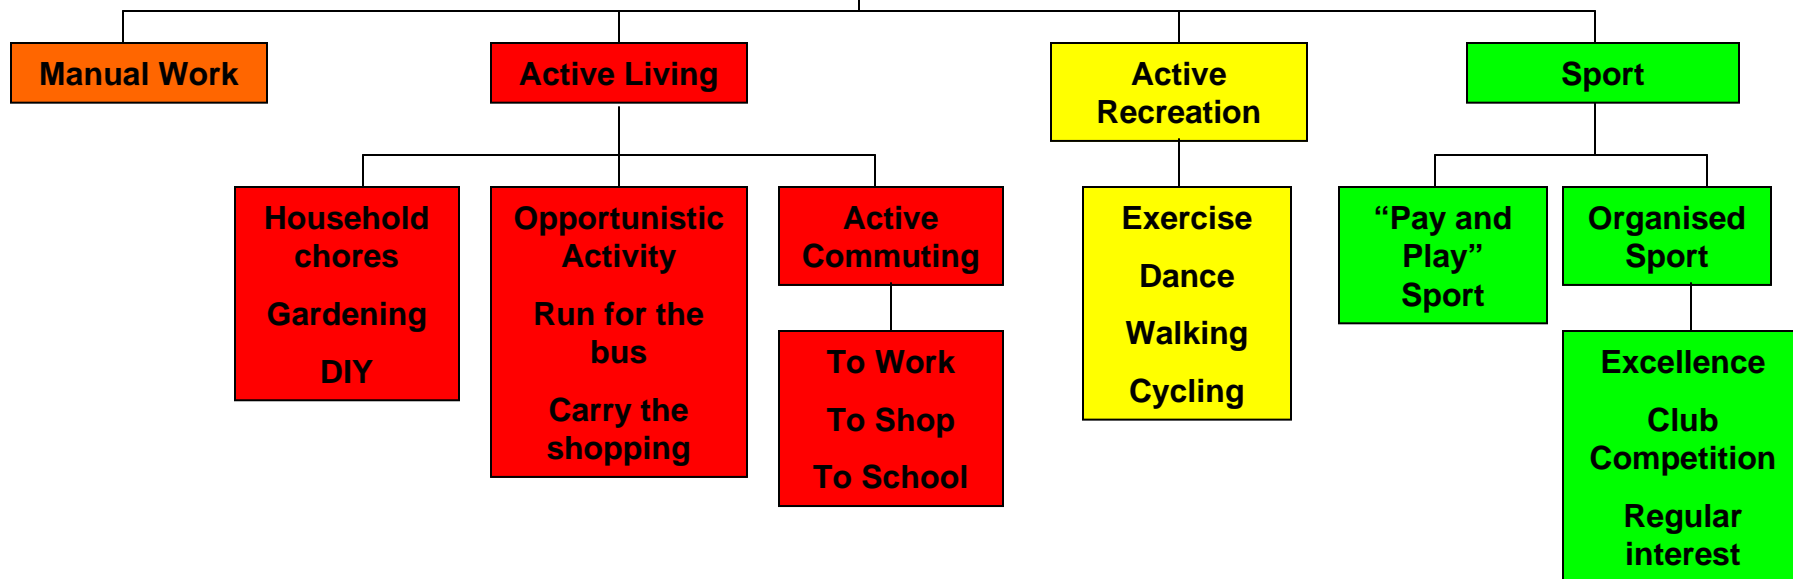 Manual Work
Active Living
Active
Recreation
Sport
Household
chores
Gardening
DIY
Opportunistic
Activity
Run for the
bus
Carry the
shopping
Active
Commuting
To Work
To Shop
To School
Exercise
Dance
Walking
Cycling
“Pay and
Play”
Sport
Organised
Sport
Excellence
Club
Competition
Regular
interest